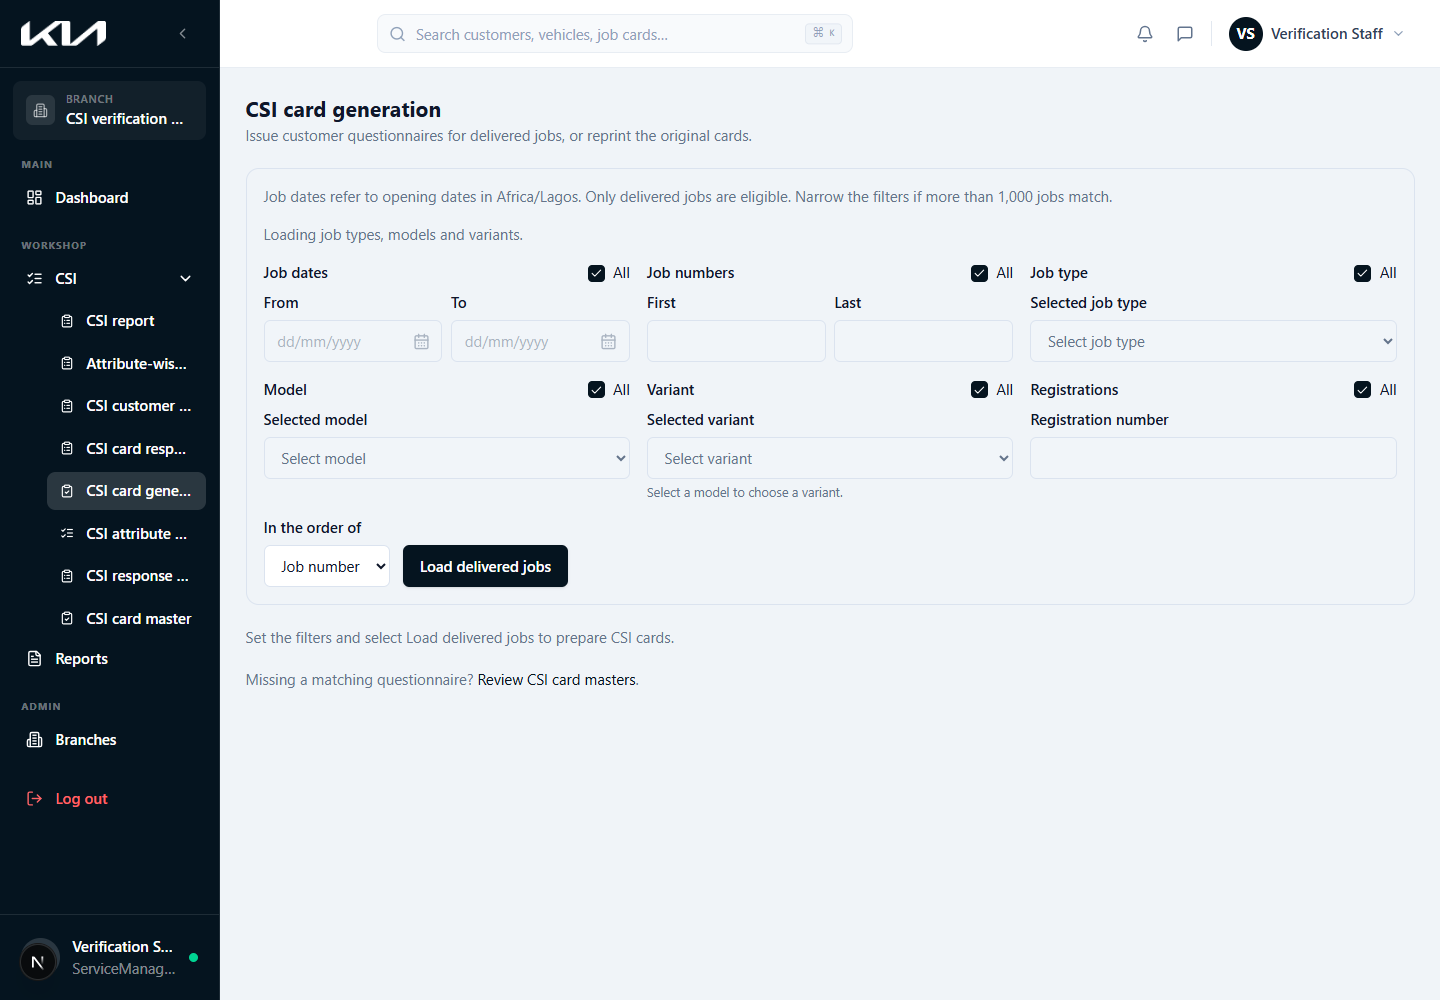 KIA
Search customers, vehicles, job cards...
⌘ K
VS
Verification Staff
BRANCH
CSI verification ...
MAIN
Dashboard
WORKSHOP
CSI
CSI report
Attribute-wis...
CSI customer ...
CSI card resp...
CSI card gene...
CSI attribute ...
CSI response ...
CSI card master
Reports
ADMIN
Branches
Log out
N
Verification S...
ServiceManag...
CSI card generation
Issue customer questionnaires for delivered jobs, or reprint the original cards.
Job dates refer to opening dates in Africa/Lagos. Only delivered jobs are eligible. Narrow the filters if more than 1,000 jobs match.
Loading job types, models and variants.
Job dates All Job numbers All Job type All
From To First Last Selected job type
dd/mm/yyyy dd/mm/yyyy Select job type
Model All Variant All Registrations All
Selected model Selected variant Registration number
Select model Select variant
Select a model to choose a variant.
In the order of
Job number Load delivered jobs
Set the filters and select Load delivered jobs to prepare CSI cards.
Missing a matching questionnaire? Review CSI card masters.